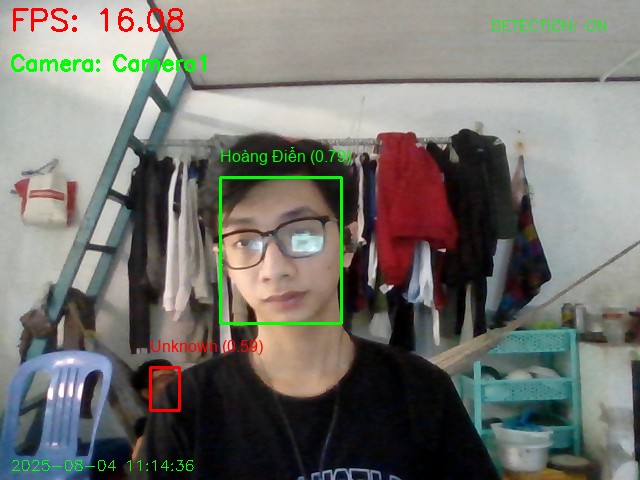 FPS: 16.08
DETECTION: ON
Camera: Camera1
Hoàng Điển (0.79)
Unknown (0.59)
2025-08-04 11:14:36